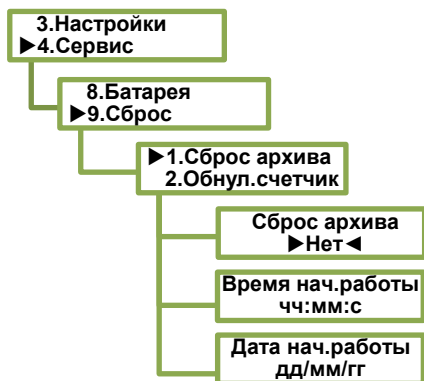 3.Настройки
▶4.Сервис
8.Батарея
▶9.Сброс
▶1.Сброс архива
2.Обнул.счетчик
Сброс архива
▶Нет◀
Время нач.работы
чч:мм:с
Дата нач.работы
дд/мм/гг